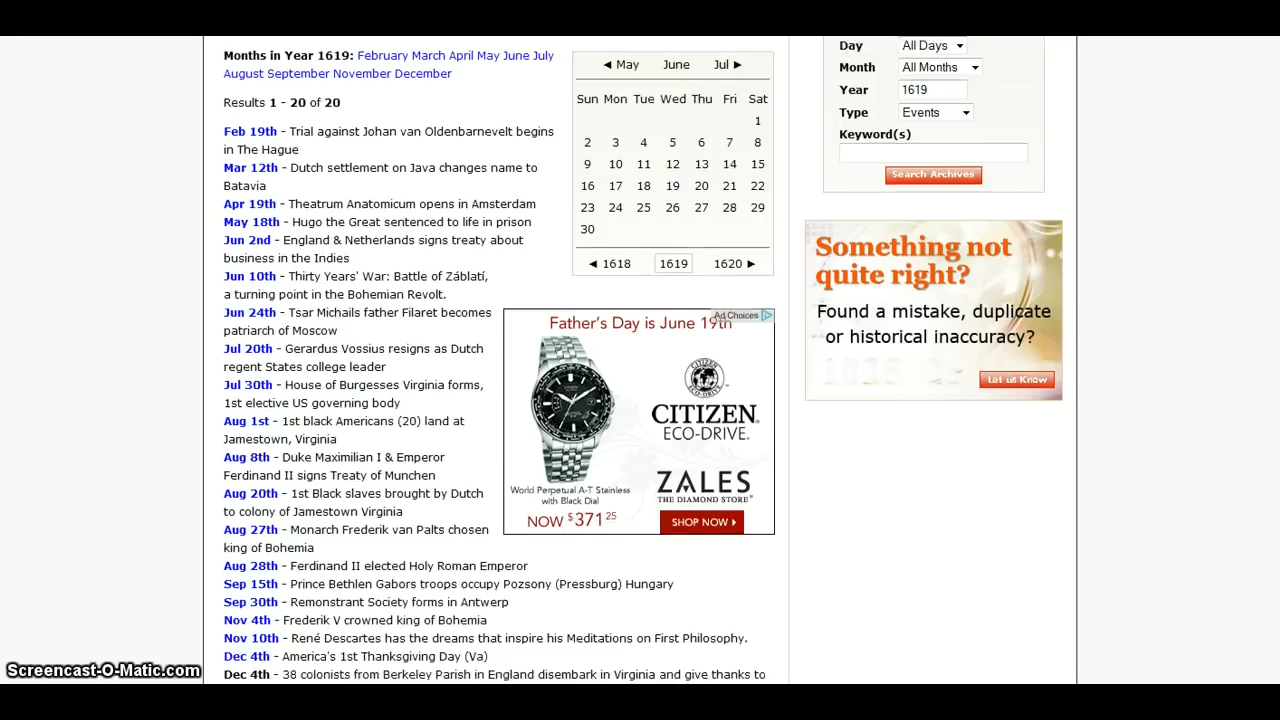 Months in Year 1619: February March April May June July
August September November December
Results 1 - 20 of 20
Feb 19th - Trial against Johan van Oldenbarnevelt begins
in The Hague
Mar 12th - Dutch settlement on Java changes name to
Batavia
Apr 19th - Theatrum Anatomicum opens in Amsterdam
May 18th - Hugo the Great sentenced to life in prison
Jun 2nd - England & Netherlands signs treaty about
business in the Indies
Jun 10th - Thirty Years' War: Battle of Záblatí,
a turning point in the Bohemian Revolt.
Jun 24th - Tsar Michails father Filaret becomes
patriarch of Moscow
Jul 20th - Gerardus Vossius resigns as Dutch
regent States college leader
Jul 30th - House of Burgesses Virginia forms,
1st elective US governing body
Aug 1st - 1st black Americans (20) land at
Jamestown, Virginia
Aug 8th - Duke Maximilian I & Emperor
Ferdinand II signs Treaty of Munchen
Aug 20th - 1st Black slaves brought by Dutch
to colony of Jamestown Virginia
Aug 27th - Monarch Frederik van Palts chosen
king of Bohemia
Aug 28th - Ferdinand II elected Holy Roman Emperor
Sep 15th - Prince Bethlen Gabors troops occupy Pozsony (Pressburg) Hungary
Sep 30th - Remonstrant Society forms in Antwerp
Nov 4th - Frederik V crowned king of Bohemia
Nov 10th - René Descartes has the dreams that inspire his Meditations on First Philosophy.
Dec 4th - America's 1st Thanksgiving Day (Va)
Dec 4th - 38 colonists from Berkeley Parish in England disembark in Virginia and give thanks to
◄ May June Jul ►
Sun Mon Tue Wed Thu Fri Sat
1
2 3 4 5 6 7 8
9 10 11 12 13 14 15
16 17 18 19 20 21 22
23 24 25 26 27 28 29
30
◄ 1618 1619 1620 ►
Ad Choices
Father's Day is June 19th
CITIZEN
ECO-DRIVE
CITIZEN
ECO-DRIVE
ZALES
THE DIAMOND STORE
World Perpetual A-T Stainless
with Black Dial
NOW $371 25
SHOP NOW
Day All Days
Month All Months
Year 1619
Type Events
Keyword(s)
Search Archives
Something not
quite right?
Found a mistake, duplicate
or historical inaccuracy?
Let us Know
Screencast-O-Matic.com